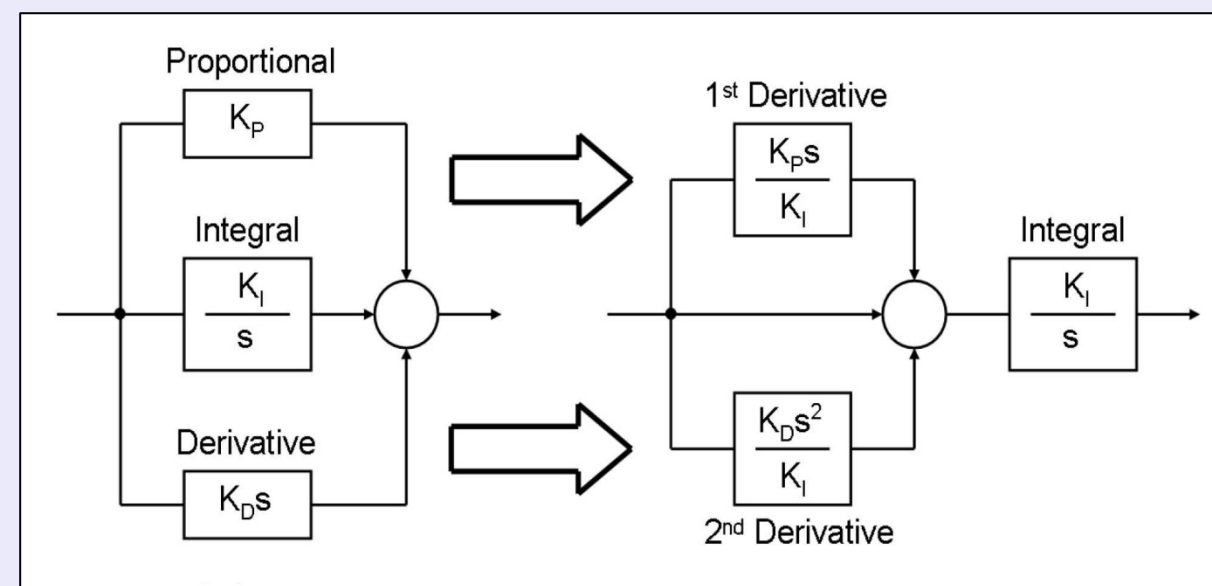 Proportional
K_P
Integral
K_I
s
Derivative
K_Ds
1st Derivative
K_Ps
K_I
K_Ds²
K_I
2nd Derivative
Integral
K_I
s